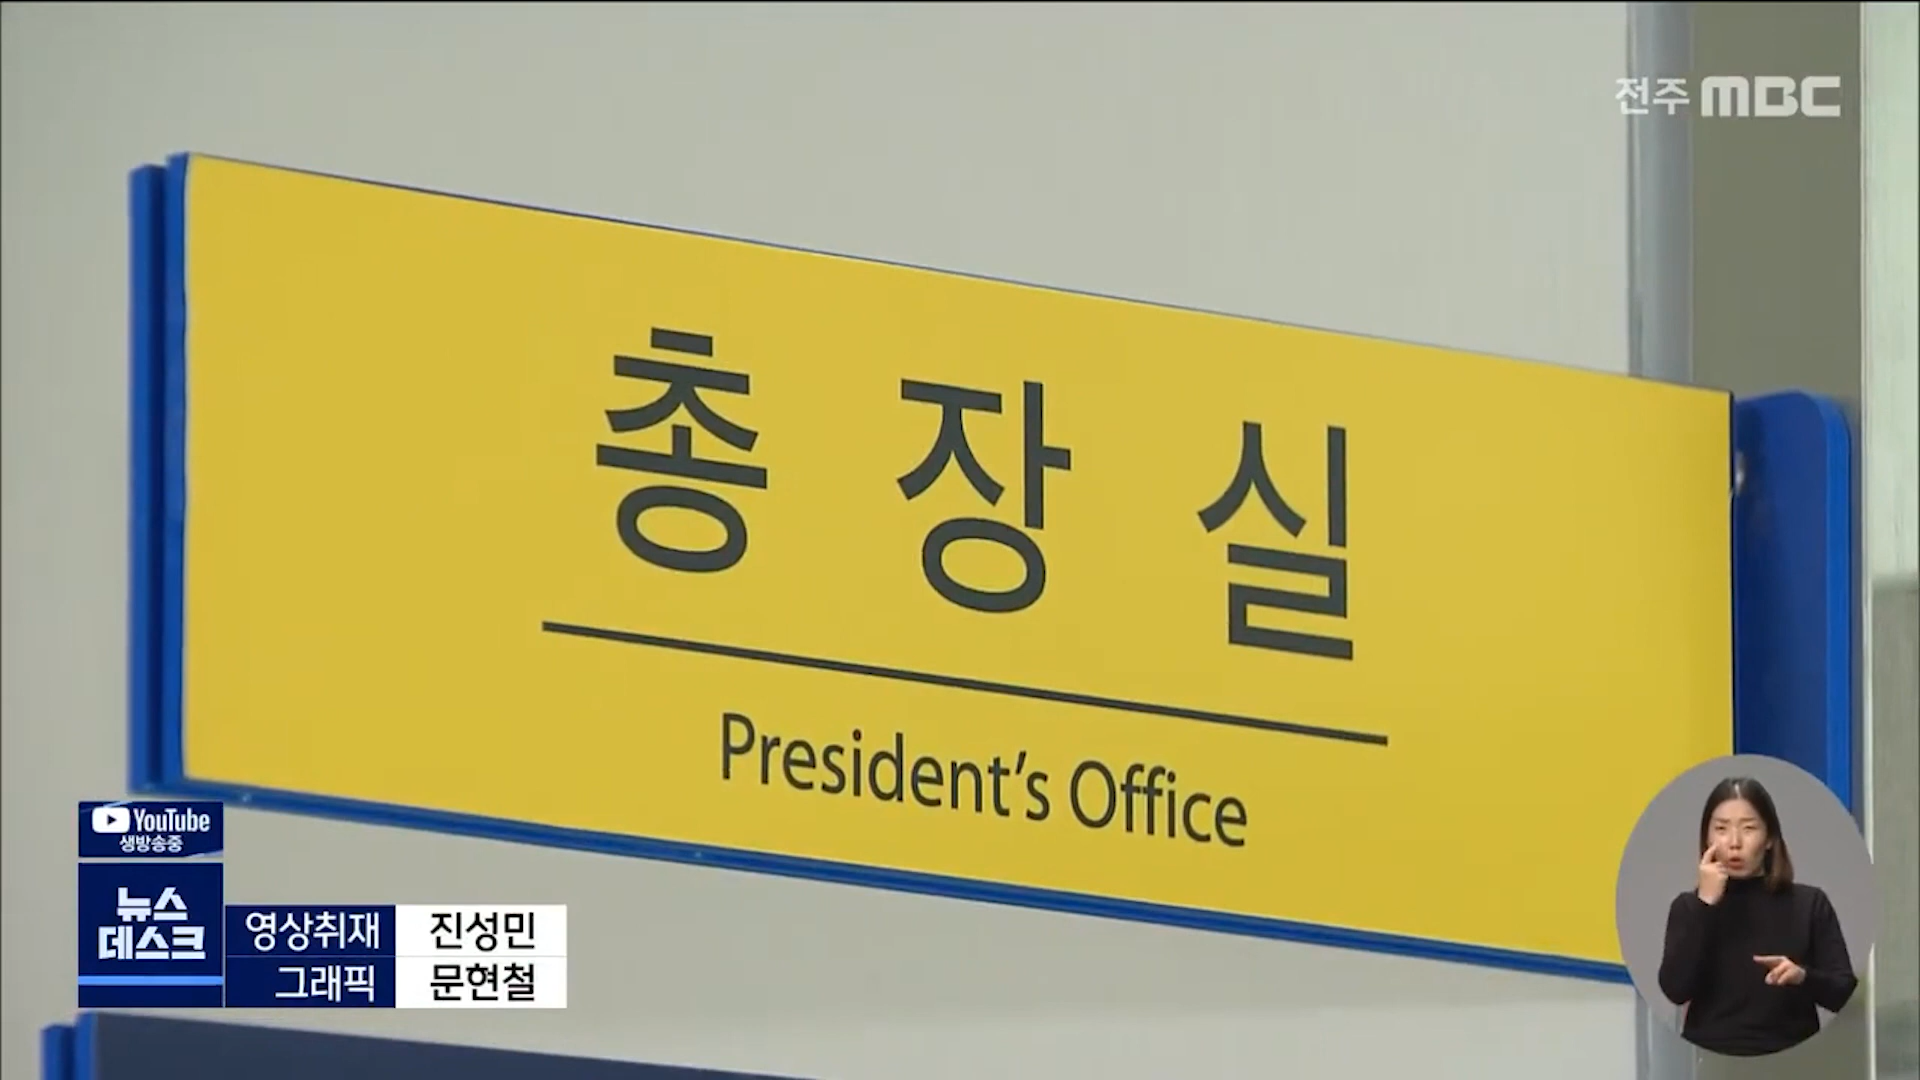 전주 MBC
총장실
President's Office
YouTube
생방송중
뉴스
데스크
영상취재 진성민
그래픽 문현철